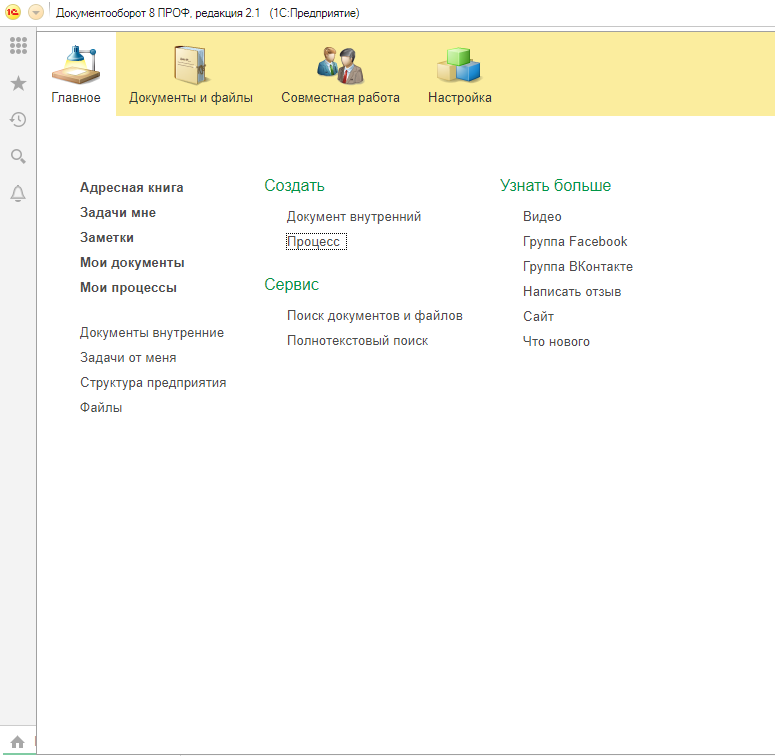 1С Документооборот 8 ПРОФ, редакция 2.1 (1С:Предприятие)
Главное
Документы и файлы
Совместная работа
Настройка
Адресная книга
Задачи мне
Заметки
Мои документы
Мои процессы
Документы внутренние
Задачи от меня
Структура предприятия
Файлы
Создать
Документ внутренний
Процесс
Сервис
Поиск документов и файлов
Полнотекстовый поиск
Узнать больше
Видео
Группа Facebook
Группа ВКонтакте
Написать отзыв
Сайт
Что нового